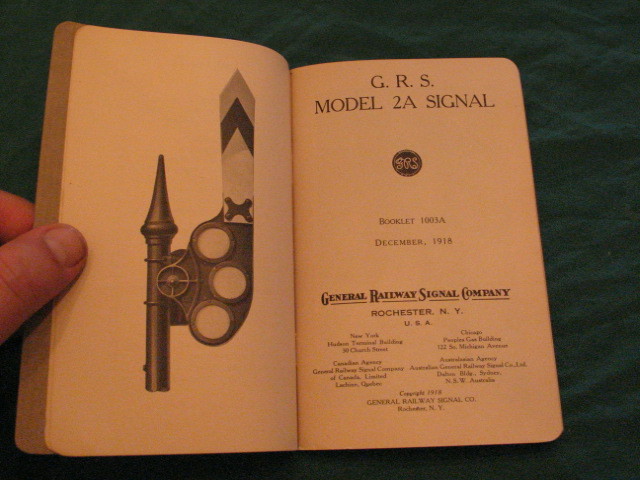 G. R. S.
MODEL 2A SIGNAL
GRS
BOOKLET 1003A
DECEMBER, 1918
GENERAL RAILWAY SIGNAL COMPANY
ROCHESTER, N. Y.
U. S. A.
New York
Hudson Terminal Building
30 Church Street
Chicago
Peoples Gas Building
122 So. Michigan Avenue
Canadian Agency
General Railway Signal Company
of Canada, Limited
Lachine, Quebec
Australasian Agency
Australian General Railway Signal Co., Ltd.
Dalton Bldg., Sydney,
N.S.W. Australia
Copyright 1918
GENERAL RAILWAY SIGNAL CO.
Rochester, N. Y.